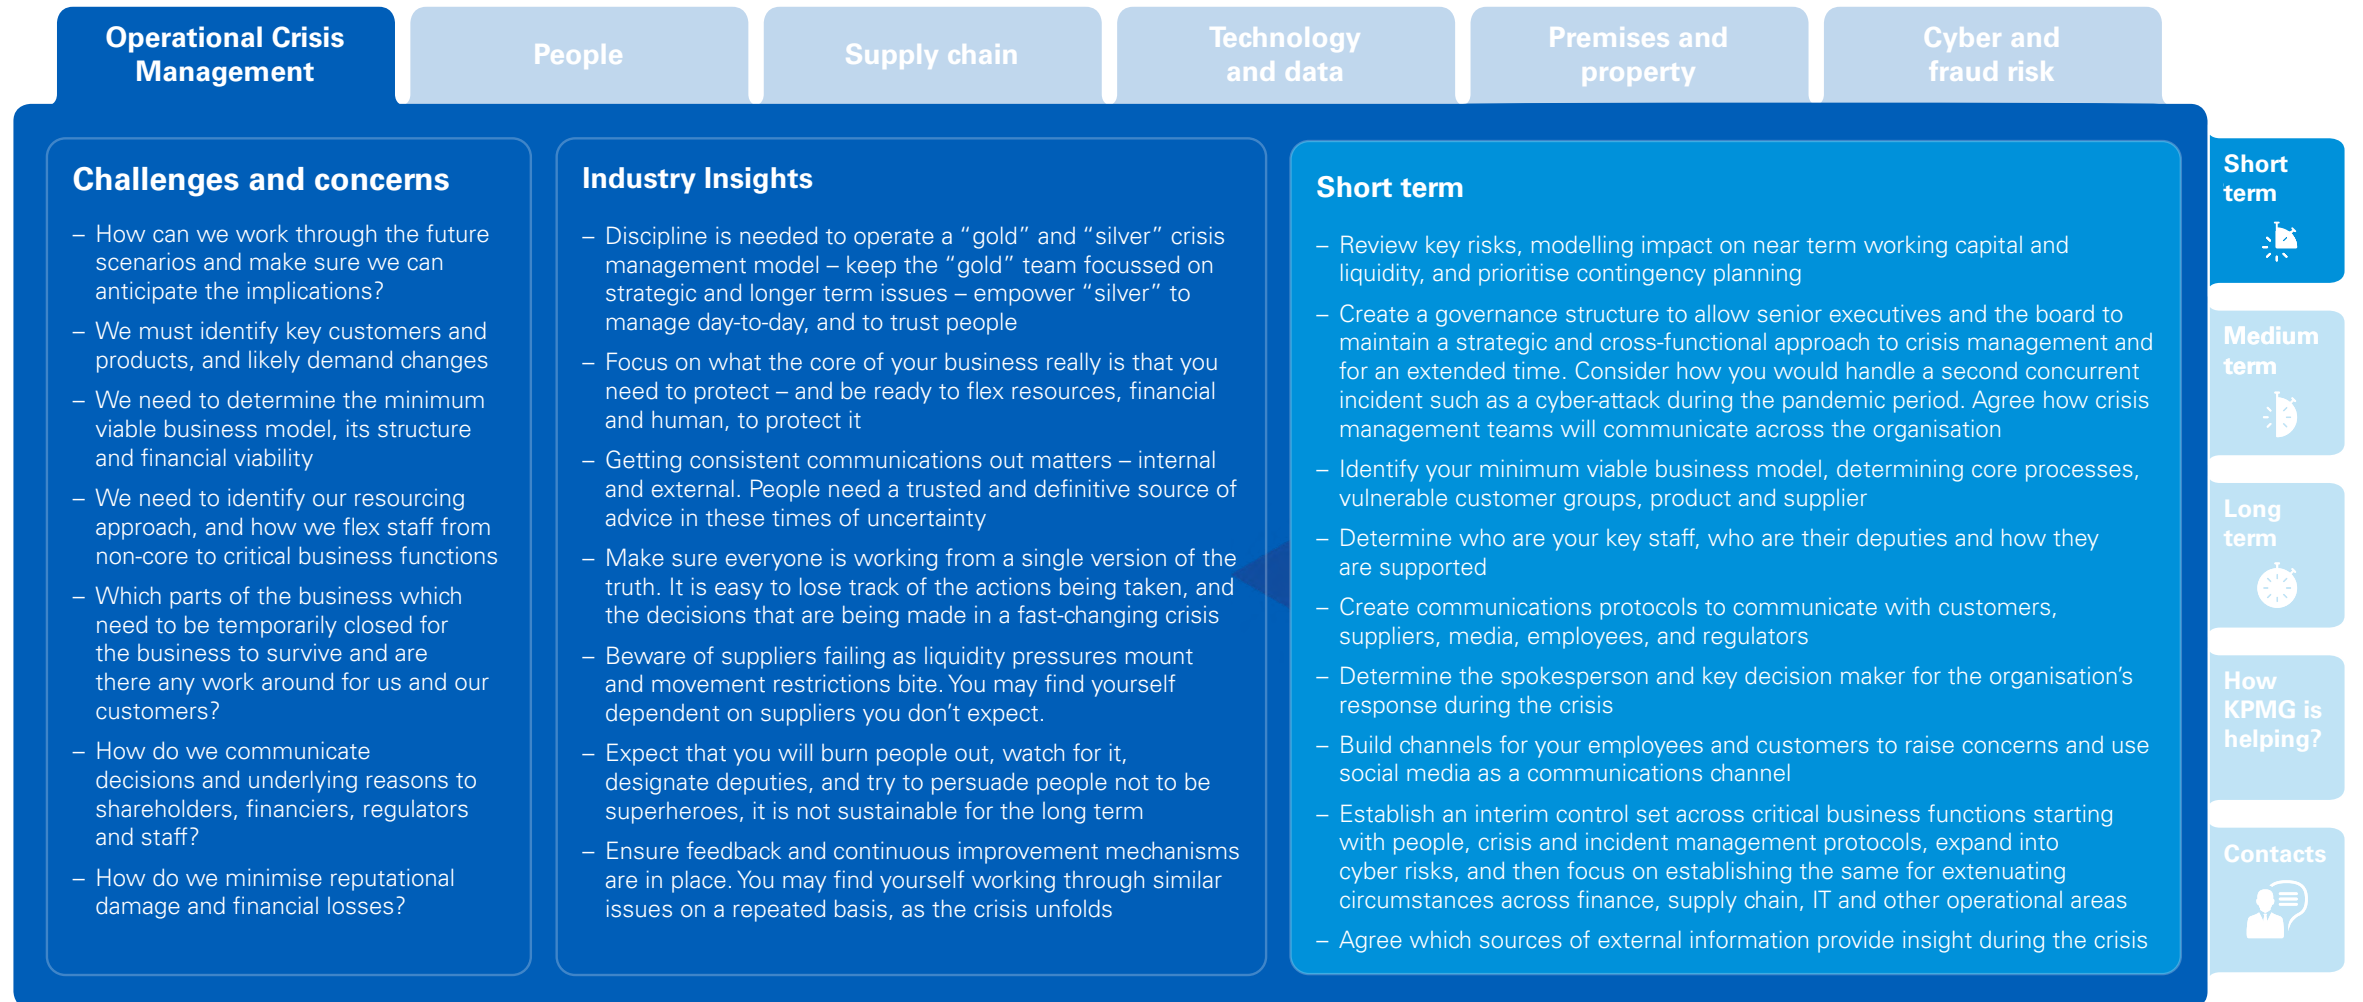 Operational Crisis
Management
People
Supply chain
Technology
and data
Premises and
property
Cyber and
fraud risk
Challenges and concerns
– How can we work through the future
scenarios and make sure we can
anticipate the implications?
– We must identify key customers and
products, and likely demand changes
– We need to determine the minimum
viable business model, its structure
and financial viability
– We need to identify our resourcing
approach, and how we flex staff from
non-core to critical business functions
– Which parts of the business which
need to be temporarily closed for
the business to survive and are
there any work around for us and our
customers?
– How do we communicate
decisions and underlying reasons to
shareholders, financiers, regulators
and staff?
– How do we minimise reputational
damage and financial losses?
Industry Insights
– Discipline is needed to operate a “gold” and “silver” crisis
management model – keep the “gold” team focussed on
strategic and longer term issues – empower “silver” to
manage day-to-day, and to trust people
– Focus on what the core of your business really is that you
need to protect – and be ready to flex resources, financial
and human, to protect it
– Getting consistent communications out matters – internal
and external. People need a trusted and definitive source of
advice in these times of uncertainty
– Make sure everyone is working from a single version of the
truth. It is easy to lose track of the actions being taken, and
the decisions that are being made in a fast-changing crisis
– Beware of suppliers failing as liquidity pressures mount
and movement restrictions bite. You may find yourself
dependent on suppliers you don’t expect.
– Expect that you will burn people out, watch for it,
designate deputies, and try to persuade people not to be
superheroes, it is not sustainable for the long term
– Ensure feedback and continuous improvement mechanisms
are in place. You may find yourself working through similar
issues on a repeated basis, as the crisis unfolds
Short term
– Review key risks, modelling impact on near term working capital and
liquidity, and prioritise contingency planning
– Create a governance structure to allow senior executives and the board to
maintain a strategic and cross-functional approach to crisis management and
for an extended time. Consider how you would handle a second concurrent
incident such as a cyber-attack during the pandemic period. Agree how crisis
management teams will communicate across the organisation
– Identify your minimum viable business model, determining core processes,
vulnerable customer groups, product and supplier
– Determine who are your key staff, who are their deputies and how they
are supported
– Create communications protocols to communicate with customers,
suppliers, media, employees, and regulators
– Determine the spokesperson and key decision maker for the organisation’s
response during the crisis
– Build channels for your employees and customers to raise concerns and use
social media as a communications channel
– Establish an interim control set across critical business functions starting
with people, crisis and incident management protocols, expand into
cyber risks, and then focus on establishing the same for extenuating
circumstances across finance, supply chain, IT and other operational areas
– Agree which sources of external information provide insight during the crisis
Short
term
Medium
term
Long
term
How
KPMG is
helping?
Contacts